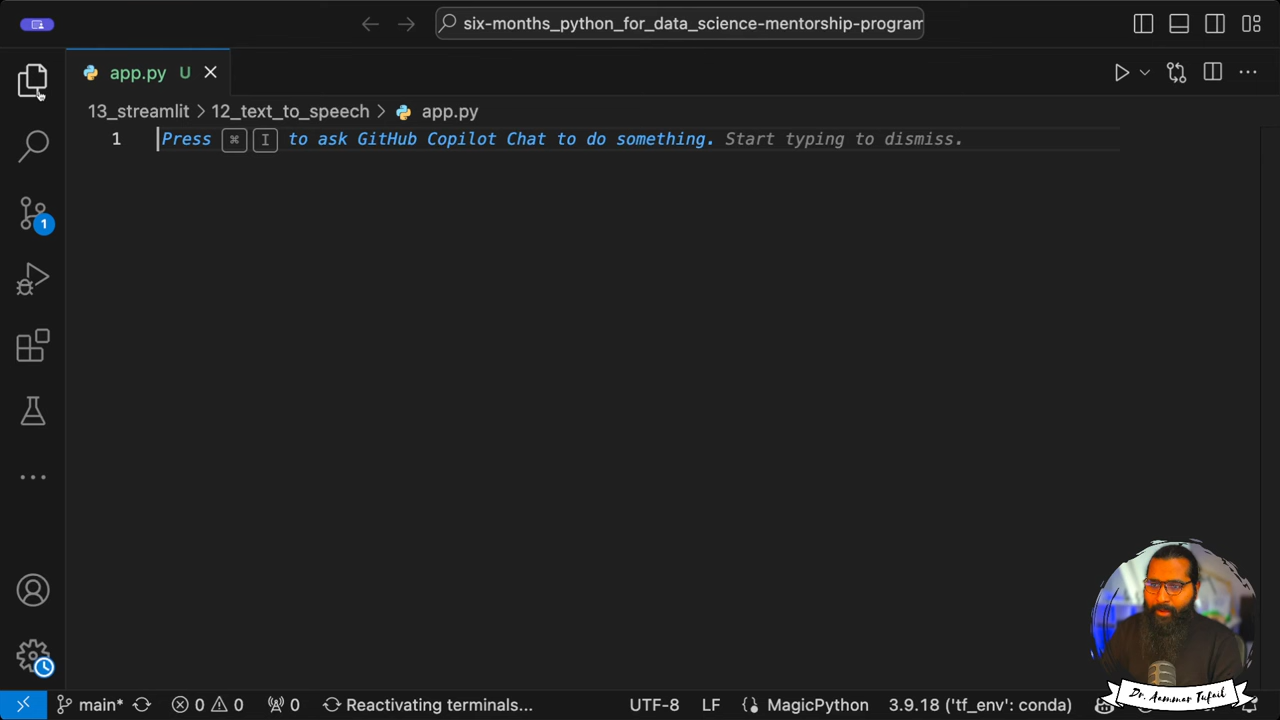 six-months_python_for_data_science-mentorship-program
app.py U
13_streamlit > 12_text_to_speech > app.py
1 Press ⌘ I to ask GitHub Copilot Chat to do something. Start typing to dismiss.
1
Dr. Aammar Tufail
main* 0 0 0 Reactivating terminals... UTF-8 LF MagicPython 3.9.18 ('tf_env': conda)